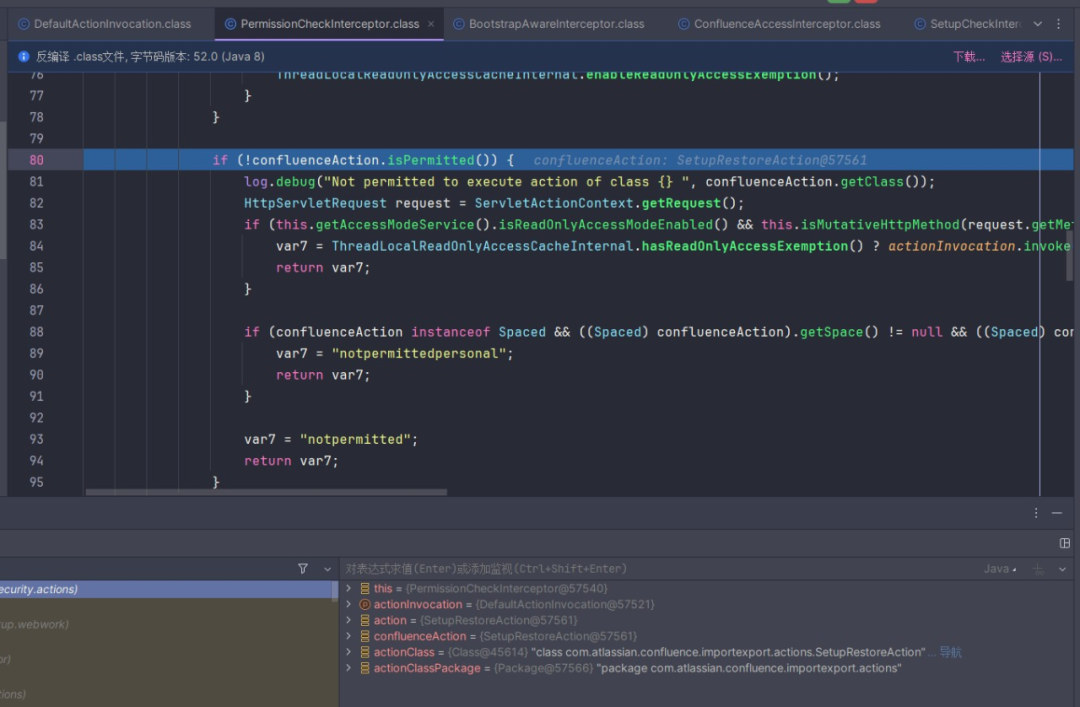 DefaultActionInvocation.class PermissionCheckInterceptor.class × BootstrapAwareInterceptor.class ConfluenceAccessInterceptor.class SetupCheckInter
反编译 .class文件, 字节码版本: 52.0 (Java 8) 下载... 选择源 (S)...
76 ThreadLocalReadOnlyAccessCacheInternal.enableReadOnlyAccessExemption();
77 }
78 }
79
80 if (!confluenceAction.isPermitted()) { confluenceAction: SetupRestoreAction@57561
81 log.debug("Not permitted to execute action of class {} ", confluenceAction.getClass());
82 HttpServletRequest request = ServletActionContext.getRequest();
83 if (this.getAccessModeService().isReadOnlyAccessModeEnabled() && this.isMutativeHttpMethod(request.getMet
84 var7 = ThreadLocalReadOnlyAccessCacheInternal.hasReadOnlyAccessExemption() ? actionInvocation.invoke
85 return var7;
86 }
87
88 if (confluenceAction instanceof Spaced && ((Spaced) confluenceAction).getSpace() != null && ((Spaced) con
89 var7 = "notpermittedpersonal";
90 return var7;
91 }
92
93 var7 = "notpermitted";
94 return var7;
95 }
对表达式求值(Enter)或添加监视(Ctrl+Shift+Enter) Java
ecurity.actions)
up.webwork)
or)
tions)
this = {PermissionCheckInterceptor@57540}
actionInvocation = {DefaultActionInvocation@57521}
action = {SetupRestoreAction@57561}
confluenceAction = {SetupRestoreAction@57561}
actionClass = {Class@45614} "class com.atlassian.confluence.importexport.actions.SetupRestoreAction" ... 导航
actionClassPackage = {Package@57566} "package com.atlassian.confluence.importexport.actions"